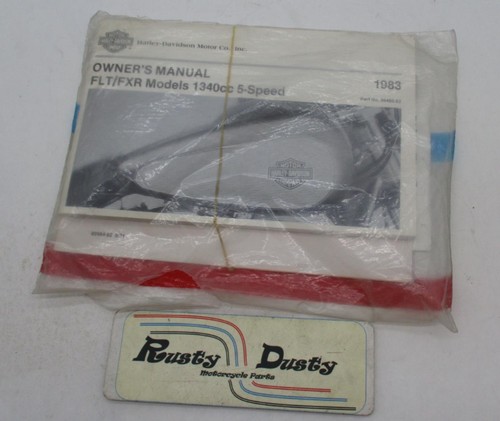 Harley-Davidson Motor Co., Inc.
OWNER'S MANUAL
FLT/FXR Models 1340cc 5-Speed
1983
Rusty Dusty
Motorcycle Parts